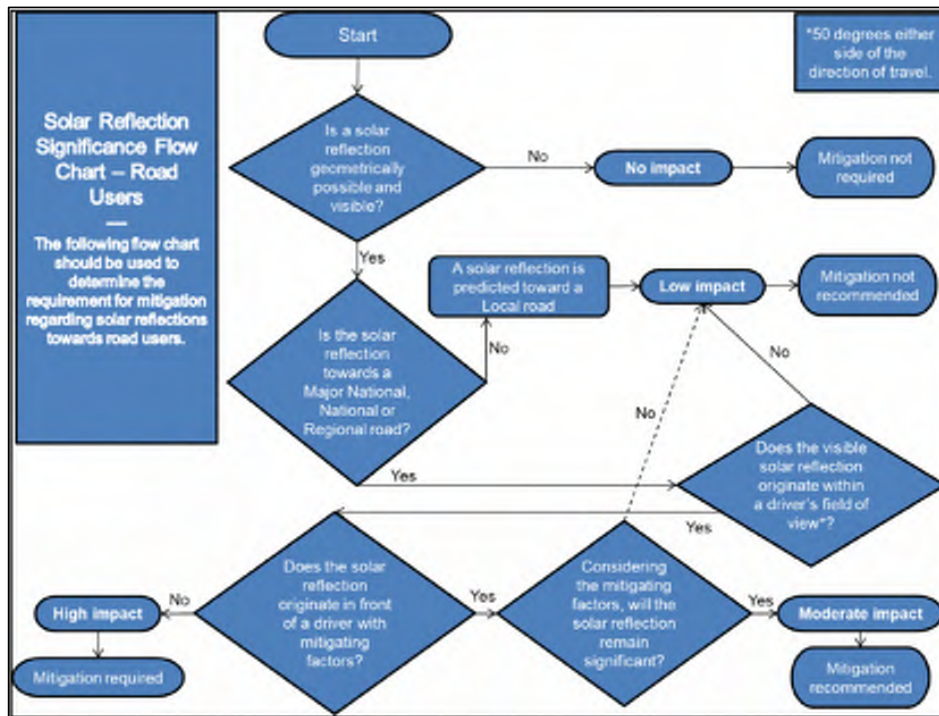 Start
*50 degrees either
side of the
direction of travel.
Solar Reflection
Significance Flow
Chart – Road
Users
—
The following flow chart
should be used to
determine the
requirement for mitigation
regarding solar reflections
towards road users.
Is a solar
reflection
geometrically
possible and
visible?
No
No impact
Mitigation not
required
Yes
A solar reflection is
predicted toward a
Local road
Low impact
Mitigation not
recommended
Is the solar
reflection
towards a
Major National,
National or
Regional road?
No
No
No
Yes
Does the visible
solar reflection
originate within
a driver's field of
view*?
Yes
Does the solar
reflection
originate in front
of a driver with
mitigating
factors?
No
High impact
Mitigation required
Yes
Considering
the mitigating
factors, will the
solar reflection
remain
significant?
Yes
Moderate impact
Mitigation
recommended